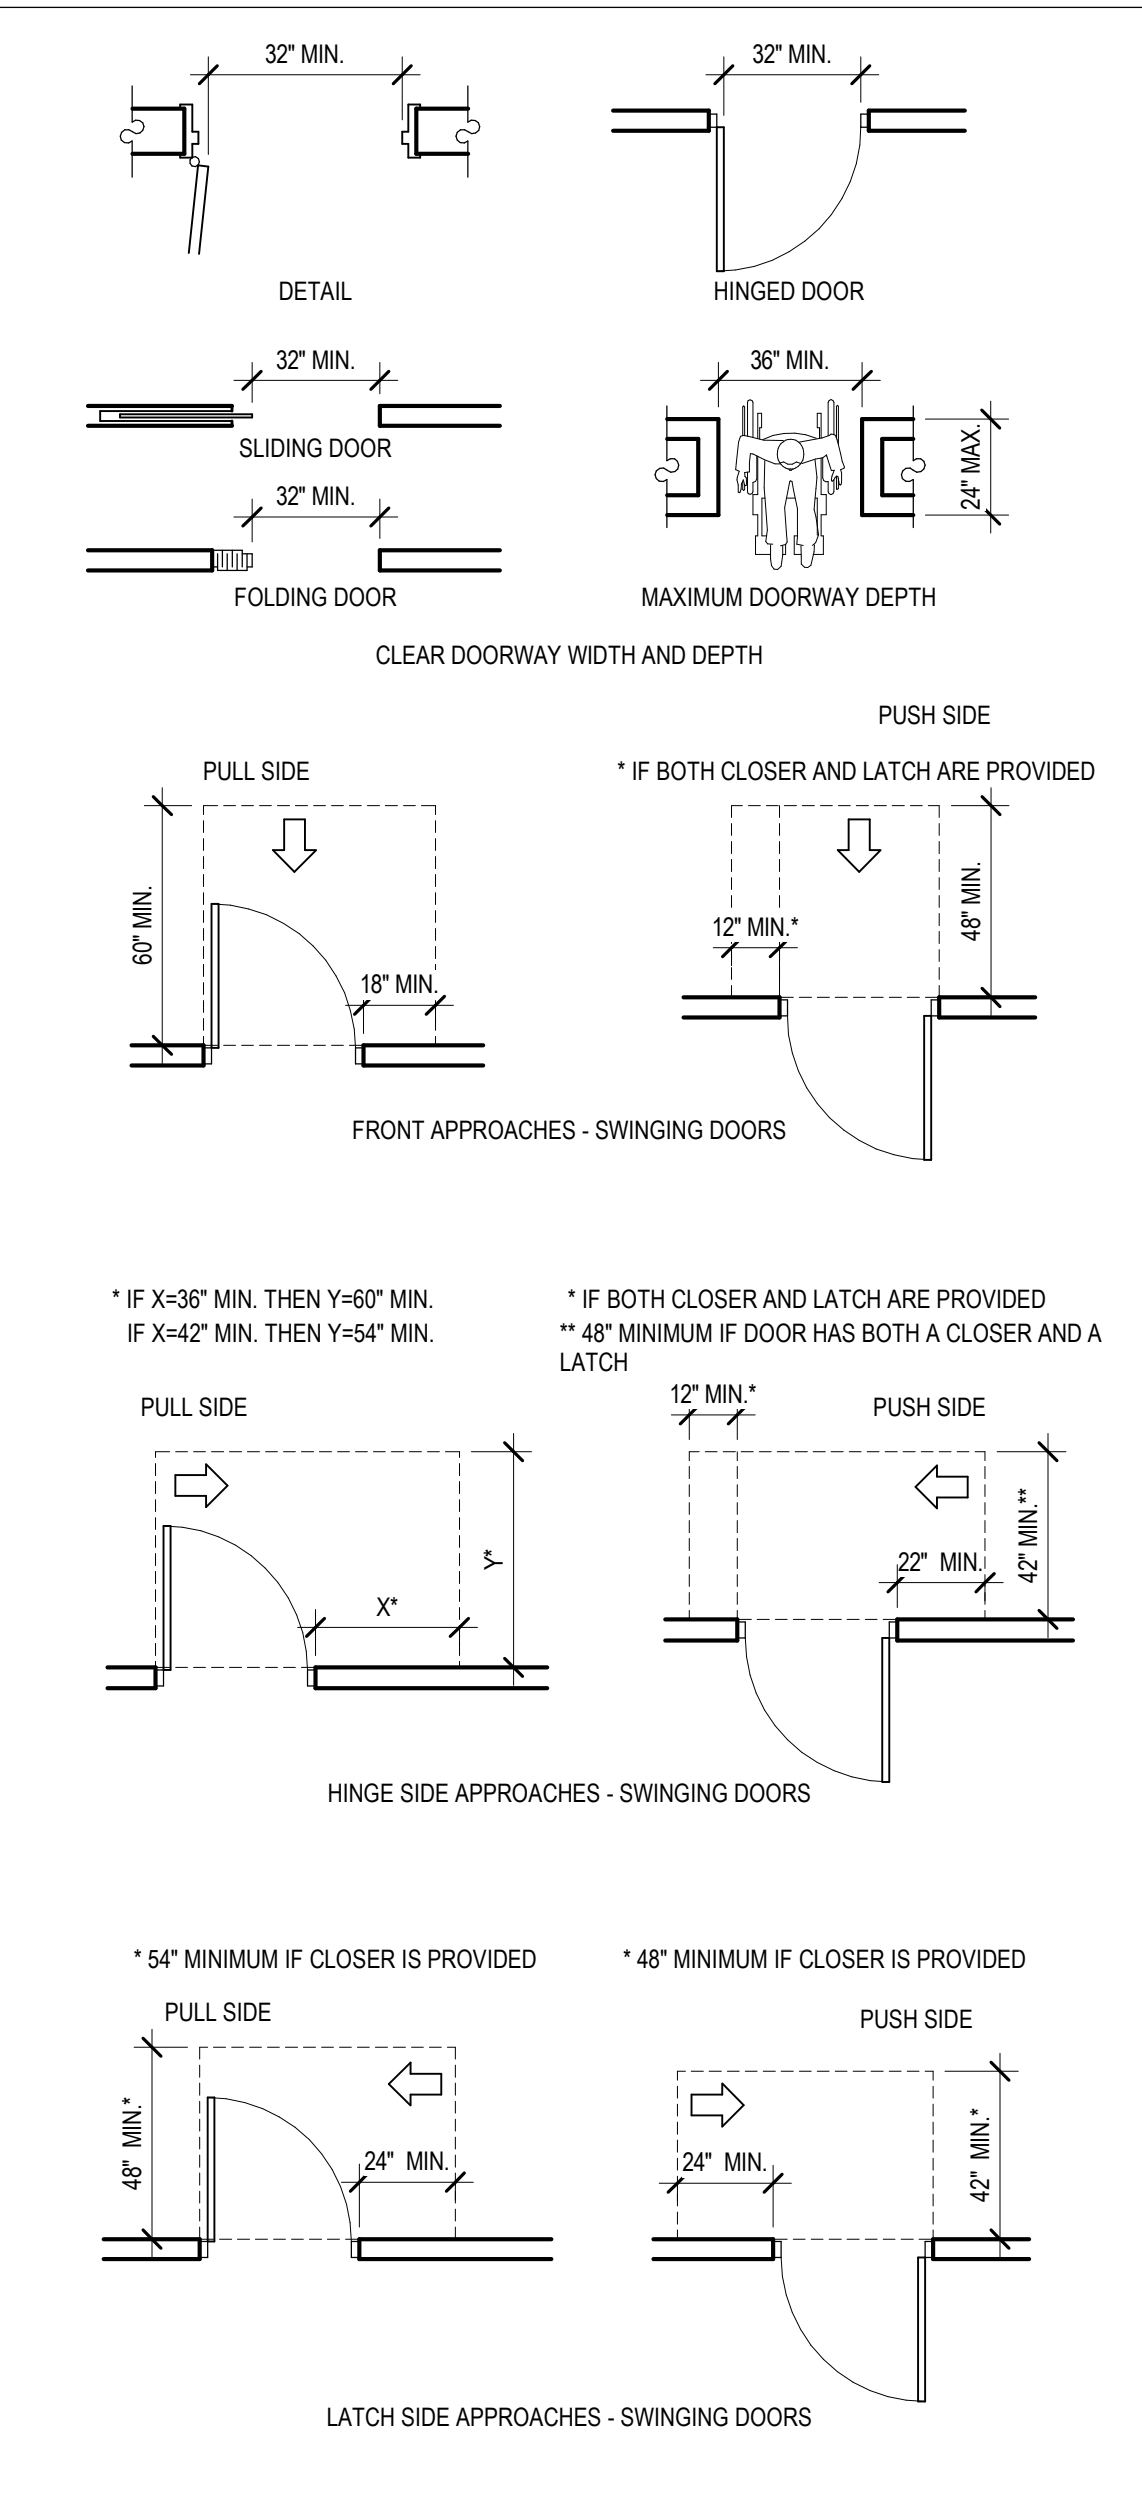 32" MIN.
32" MIN.
DETAIL
HINGED DOOR
32" MIN.
36" MIN.
SLIDING DOOR
24" MAX.
32" MIN.
FOLDING DOOR
MAXIMUM DOORWAY DEPTH
CLEAR DOORWAY WIDTH AND DEPTH
PUSH SIDE
PULL SIDE
* IF BOTH CLOSER AND LATCH ARE PROVIDED
60" MIN.
18" MIN.
12" MIN.*
48" MIN.
FRONT APPROACHES - SWINGING DOORS
* IF X=36" MIN. THEN Y=60" MIN.
IF X=42" MIN. THEN Y=54" MIN.
* IF BOTH CLOSER AND LATCH ARE PROVIDED
** 48" MINIMUM IF DOOR HAS BOTH A CLOSER AND A
LATCH
PULL SIDE
12" MIN.*
PUSH SIDE
X*
Y*
22" MIN.
42" MIN.**
HINGE SIDE APPROACHES - SWINGING DOORS
* 54" MINIMUM IF CLOSER IS PROVIDED
* 48" MINIMUM IF CLOSER IS PROVIDED
PULL SIDE
PUSH SIDE
48" MIN.*
24" MIN.
24" MIN.
42" MIN.*
LATCH SIDE APPROACHES - SWINGING DOORS